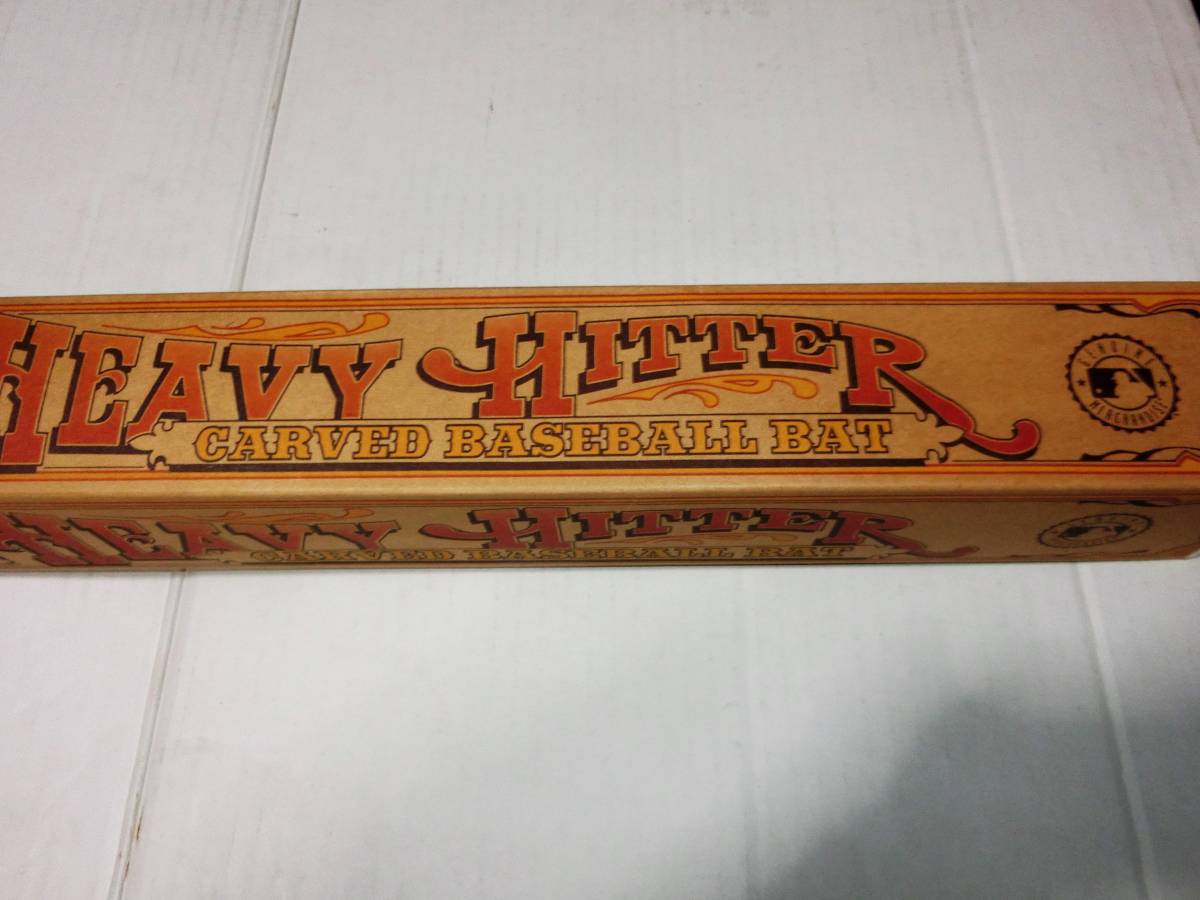 HEAVY HITTER
CARVED BASEBALL BAT
GENUINE
MERCHANDISE
HEAVY HITTER
CARVED BASEBALL BAT